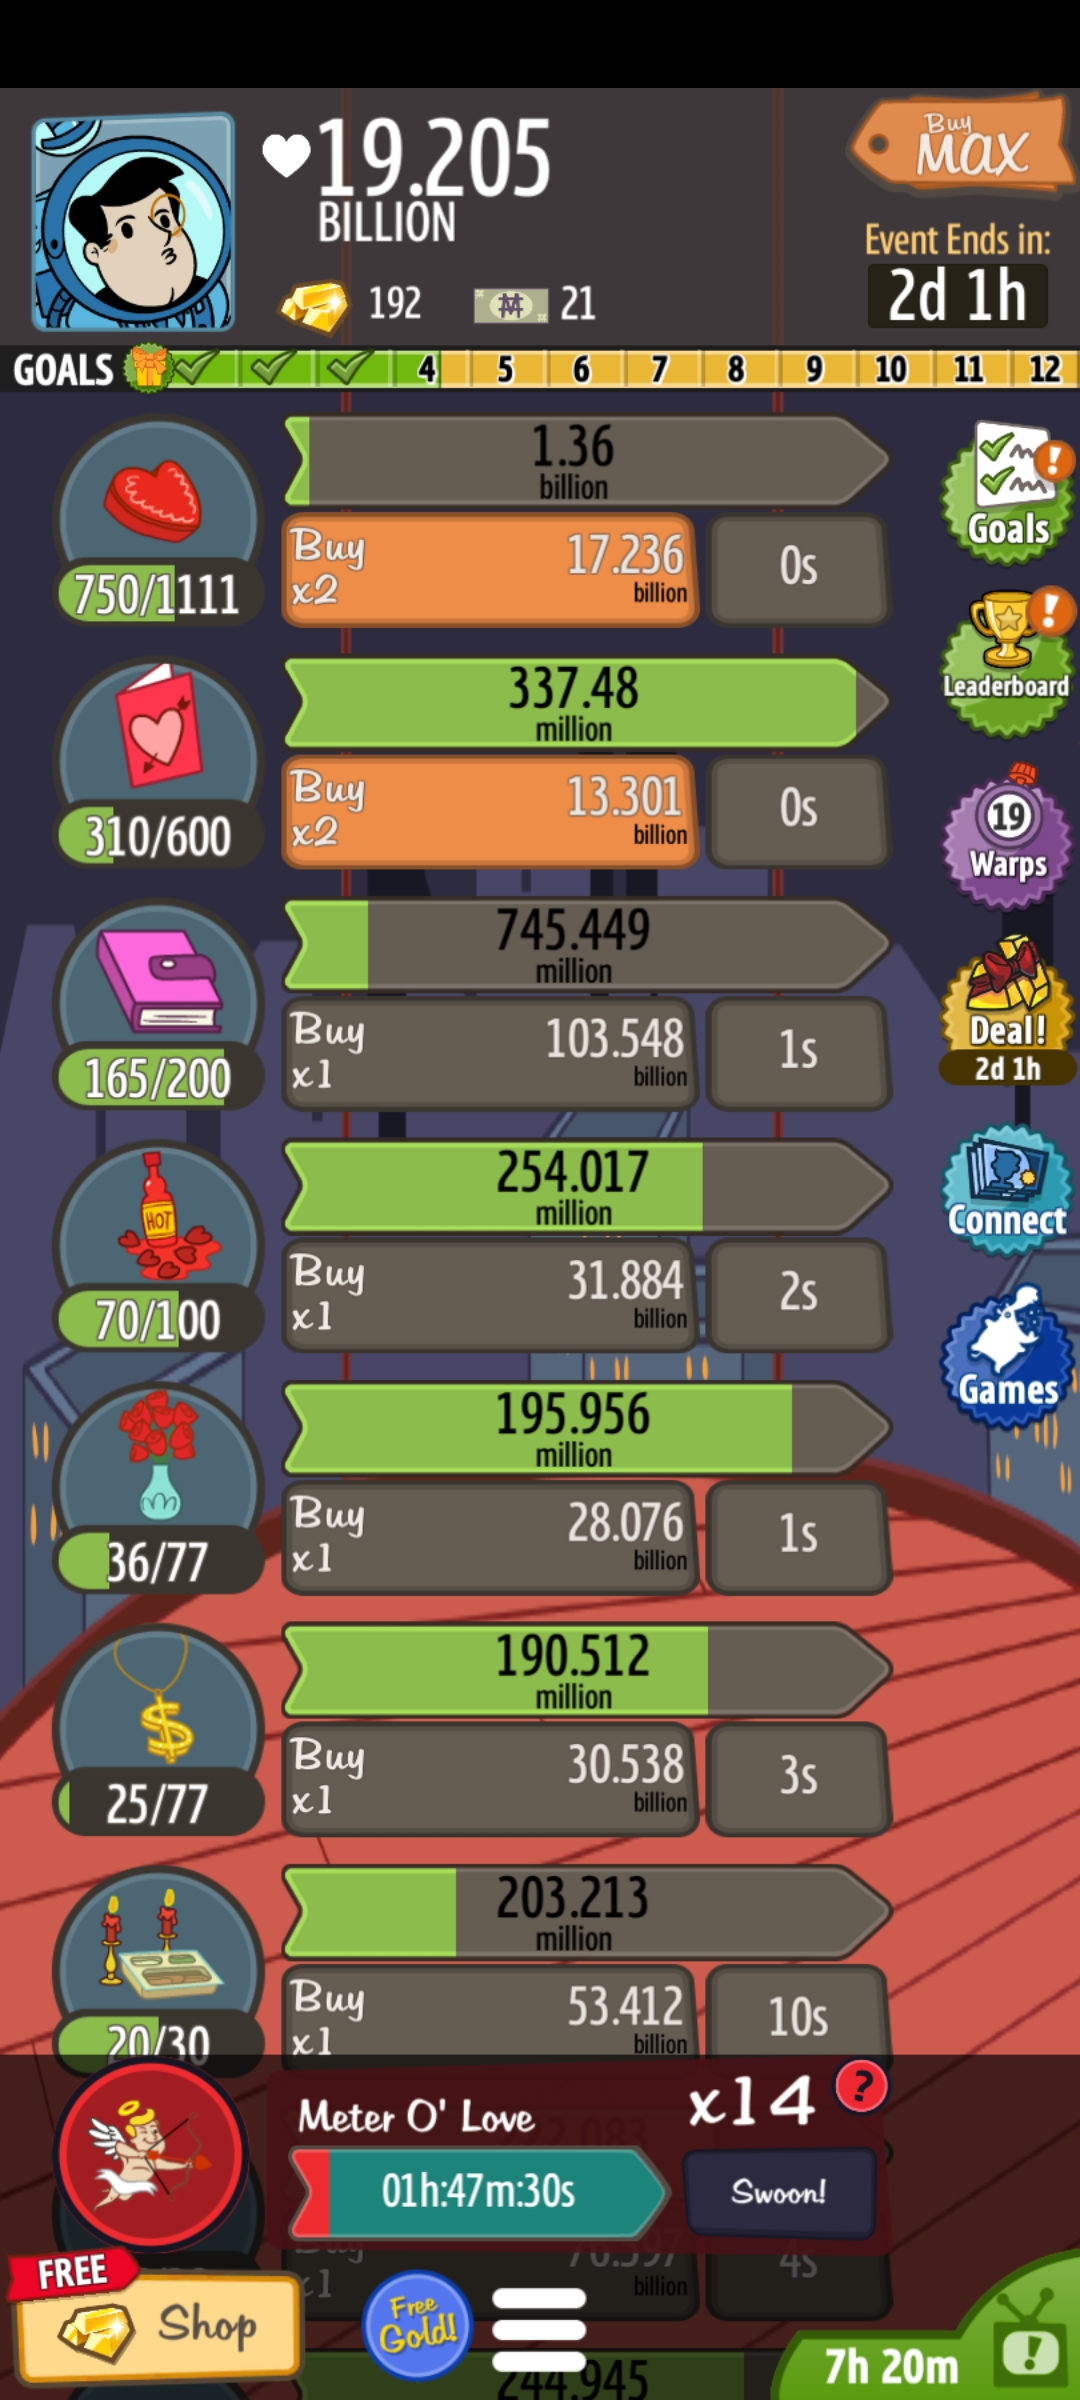 19.205
BILLION
Buy
MAX
Event Ends in:
2d 1h
192
21
GOALS 4 5 6 7 8 9 10 11 12
1.36
billion
Buy
x2
17.236
billion
0s
750/1111
Goals
337.48
million
Buy
x2
13.301
billion
0s
310/600
Leaderboard
745.449
million
Buy
x1
103.548
billion
1s
165/200
19
Warps
254.017
million
Buy
x1
31.884
billion
2s
HOT
70/100
Deal!
2d 1h
195.956
million
Buy
x1
28.076
billion
1s
36/77
Connect
190.512
million
Buy
x1
30.538
billion
3s
25/77
Games
203.213
million
Buy
x1
53.412
billion
10s
20/30
Meter O' Love
x14
?
01h:47m:30s
Swoon!
Buy
x1
76.397
billion
4s
FREE
Shop
Free
Gold!
244.945
7h 20m